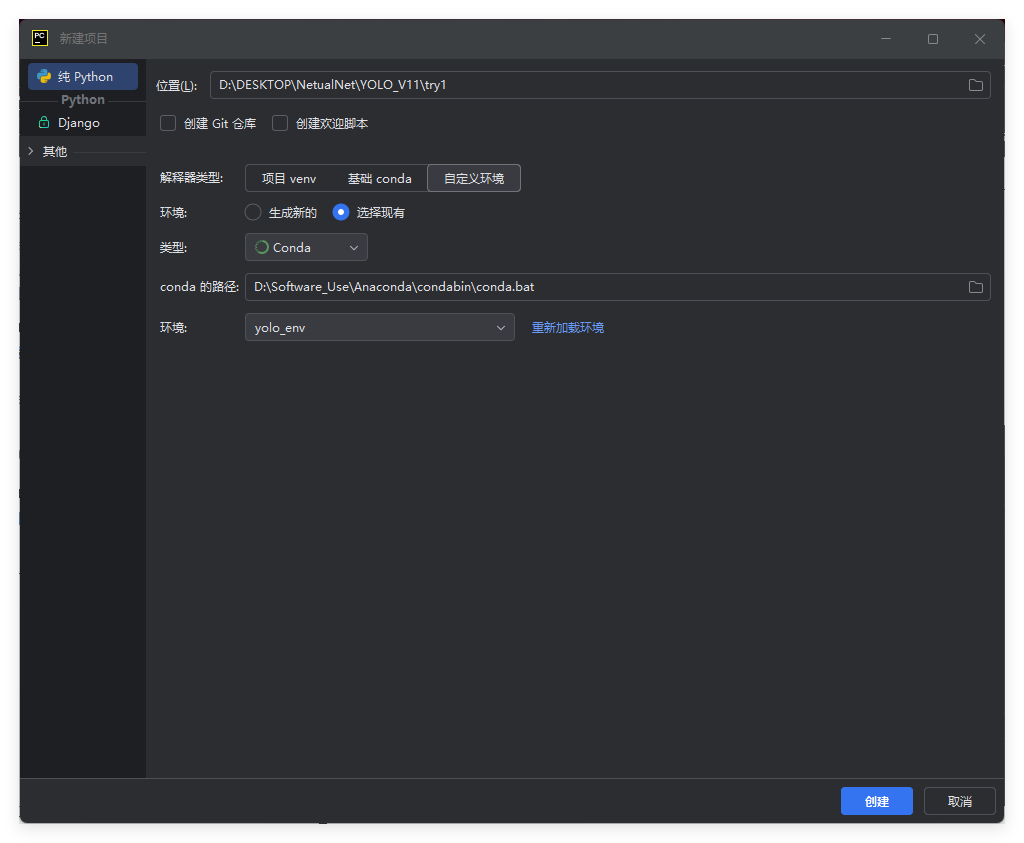 PC
新建项目
纯 Python
Python
Django
其他
位置(L): D:\DESKTOP\NetualNet\YOLO_V11\try1
创建 Git 仓库 创建欢迎脚本
解释器类型: 项目 venv 基础 conda 自定义环境
环境: 生成新的 选择现有
类型: Conda
conda 的路径: D:\Software_Use\Anaconda\condabin\conda.bat
环境: yolo_env 重新加载环境
创建 取消